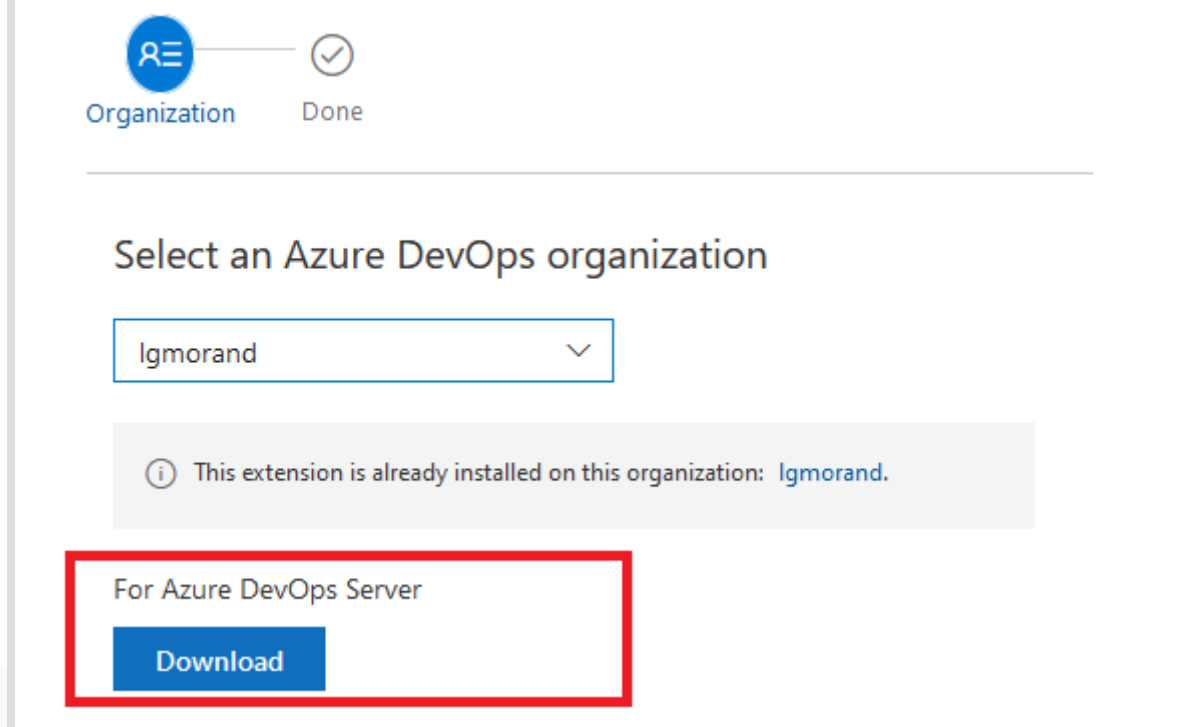 Organization
Done
Select an Azure DevOps organization
lgmorand
This extension is already installed on this organization: lgmorand.
For Azure DevOps Server
Download